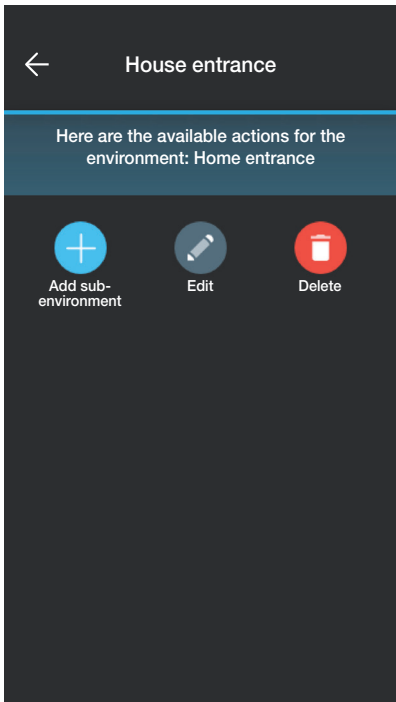 House entrance
Here are the available actions for the
environment: Home entrance
Add sub-
environment
Edit
Delete